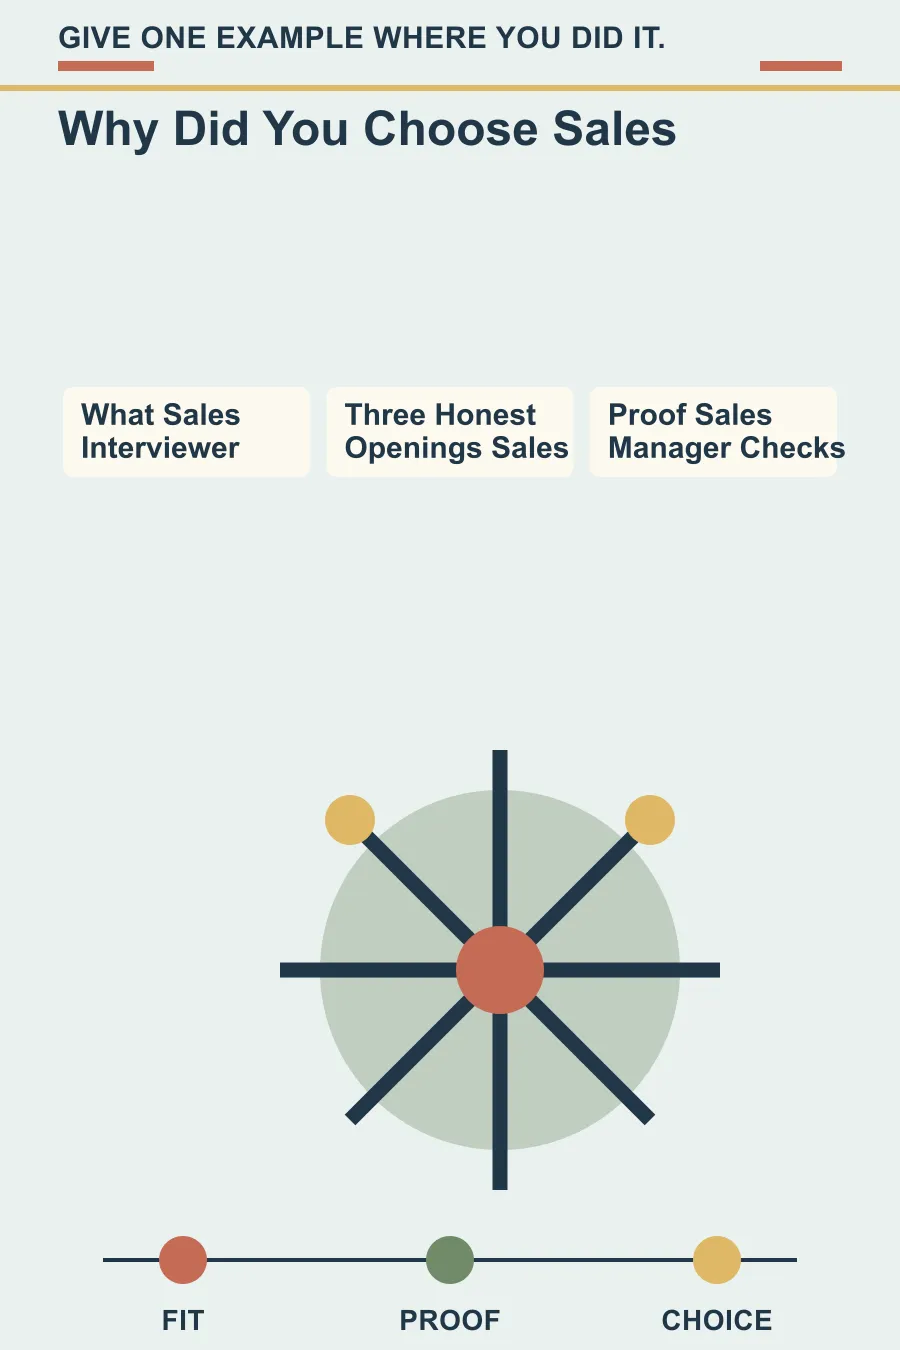 GIVE ONE EXAMPLE WHERE YOU DID IT.
Why Did You Choose Sales
What Sales
Interviewer
Three Honest
Openings Sales
Proof Sales
Manager Checks
FIT
PROOF
CHOICE